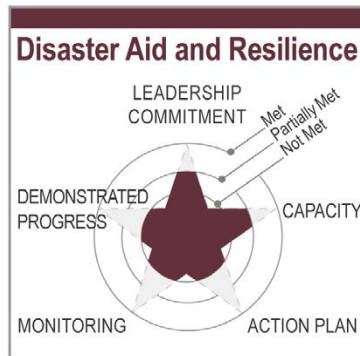 Disaster Aid and Resilience
LEADERSHIP
COMMITMENT
Met
Partially Met
Not Met
DEMONSTRATED
PROGRESS
CAPACITY
MONITORING
ACTION PLAN